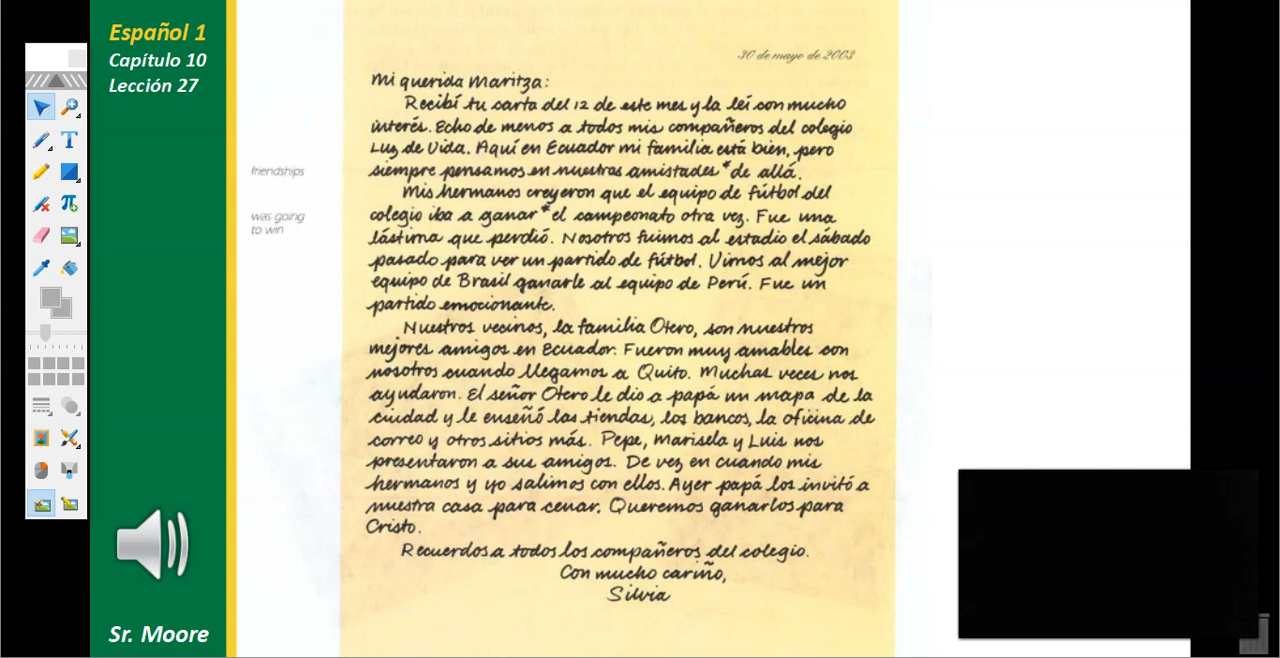 Español 1
Capítulo 10
Lección 27
30 de mayo de 2003
Mi querida Maritza:
Recibí tu carta del 12 de este mes y la leí con mucho
interés. Echo de menos a todos mis compañeros del colegio
Luz de Vida. Aquí en Ecuador mi familia está bien, pero
siempre pensamos en nuestras amistades * de allá.
friendships
Mis hermanos creyeron que el equipo de fútbol del
colegio iba a ganar * el campeonato otra vez. Fue una
was going
to win
lástima que perdió. Nosotros fuimos al estadio el sábado
pasado para ver un partido de fútbol. Vimos al mejor
equipo de Brasil ganarle al equipo de Perú. Fue un
partido emocionante.
Nuestros vecinos, la familia Otero, son nuestros
mejores amigos en Ecuador. Fueron muy amables con
nosotros cuando llegamos a Quito. Muchas veces nos
ayudaron. El señor Otero le dio a papá un mapa de la
ciudad y le enseñó las tiendas, los bancos, la oficina de
correo y otros sitios más. Pepe, Marisela y Luis nos
presentaron a sus amigos. De vez en cuando mis
hermanos y yo salimos con ellos. Ayer papá los invitó a
nuestra casa para cenar. Queremos ganarlos para
Cristo.
Recuerdos a todos los compañeros del colegio.
Con mucho cariño,
Silvia
Sr. Moore